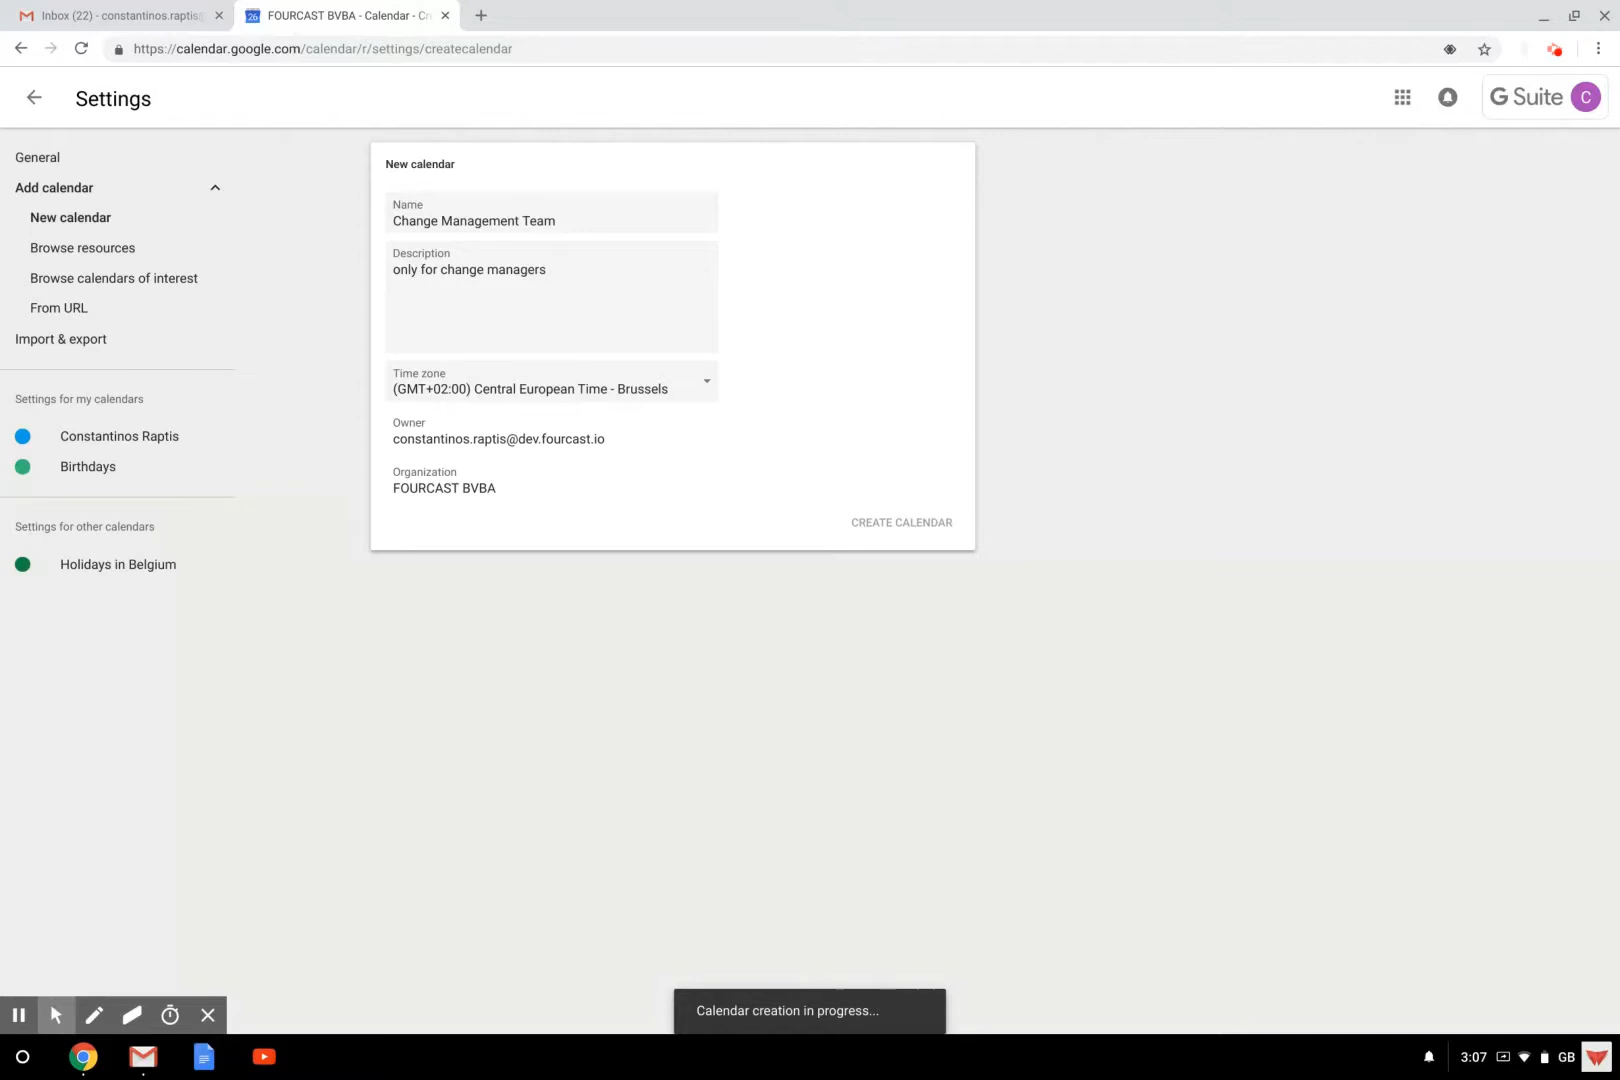 Inbox (22) - constantinos.raptis@
FOURCAST BVBA - Calendar - Cr
https://calendar.google.com/calendar/r/settings/createcalendar
Settings
G Suite
C
General
Add calendar
New calendar
Browse resources
Browse calendars of interest
From URL
Import & export
Settings for my calendars
Constantinos Raptis
Birthdays
Settings for other calendars
Holidays in Belgium
New calendar
Name
Change Management Team
Description
only for change managers
Time zone
(GMT+02:00) Central European Time - Brussels
Owner
constantinos.raptis@dev.fourcast.io
Organization
FOURCAST BVBA
CREATE CALENDAR
Calendar creation in progress...
3:07
GB